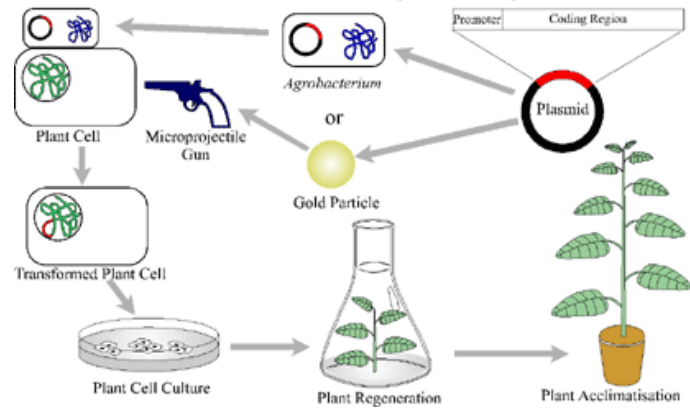 Promoter
Coding Region
Plasmid
Agrobacterium
or
Plant Cell
Microprojectile
Gun
Gold Particle
Transformed Plant Cell
Plant Cell Culture
Plant Regeneration
Plant Acclimatisation